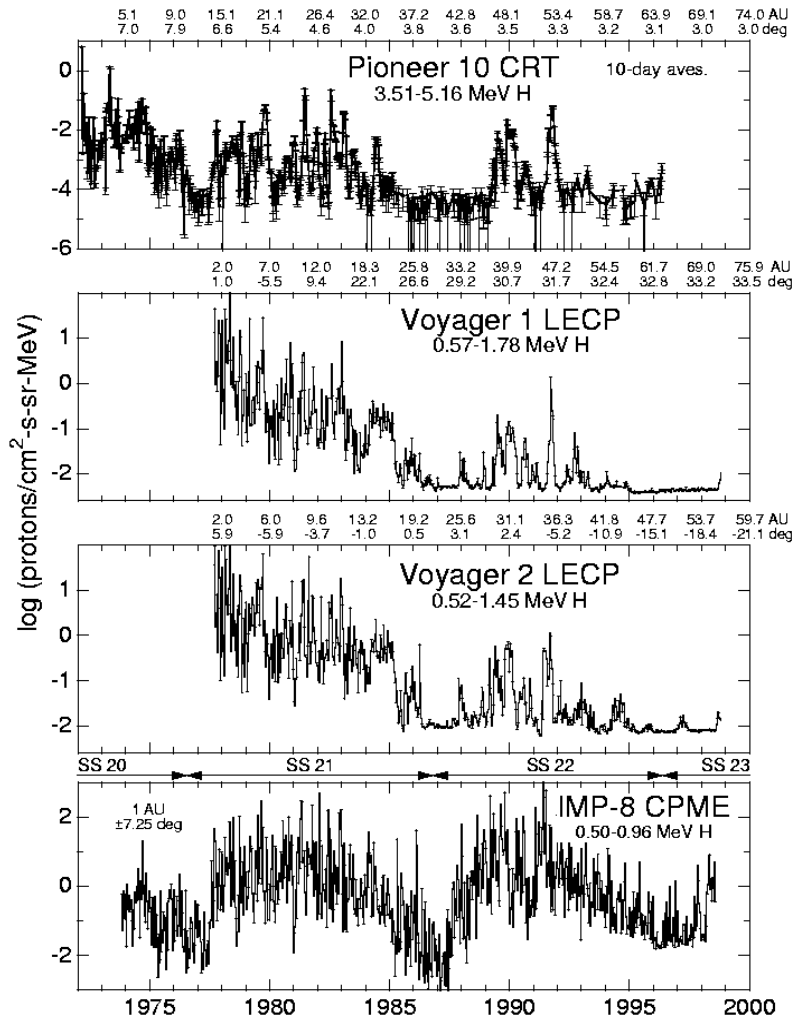 5.1 9.0 15.1 21.1 26.4 32.0 37.2 42.8 48.1 53.4 58.7 63.9 69.1 74.0 AU
7.0 7.9 6.6 5.4 4.6 4.0 3.8 3.6 3.5 3.3 3.2 3.1 3.0 3.0 deg
Pioneer 10 CRT
10-day aves.
3.51-5.16 MeV H
0
-2
-4
-6
2.0 7.0 12.0 18.3 25.8 33.2 39.9 47.2 54.5 61.7 69.0 75.9 AU
1.0 -5.5 9.4 22.1 26.6 29.2 30.7 31.7 32.4 32.8 33.2 33.5 deg
Voyager 1 LECP
0.57-1.78 MeV H
1
0
-1
-2
log (protons/cm²-s-sr-MeV)
2.0 6.0 9.6 13.2 19.2 25.6 31.1 36.3 41.8 47.7 53.7 59.7 AU
5.9 -5.9 -3.7 -1.0 0.5 3.1 2.4 -5.2 -10.9 -15.1 -18.4 -21.1 deg
Voyager 2 LECP
0.52-1.45 MeV H
1
0
-1
-2
SS 20 SS 21 SS 22 SS 23
1 AU
±7.25 deg
IMP-8 CPME
0.50-0.96 MeV H
2
0
-2
1975 1980 1985 1990 1995 2000